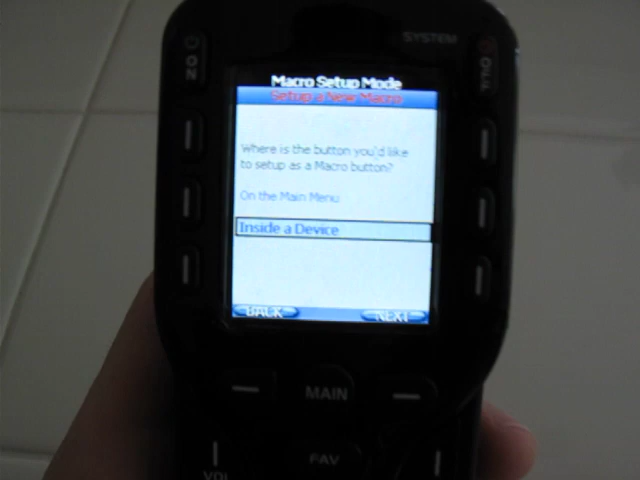 SYSTEM
ON
OFF
Macro Setup Mode
Setup a New Macro
Where is the button you'd like
to setup as a Macro button?
On the Main Menu
Inside a Device
BACK NEXT
MAIN
VOL FAV